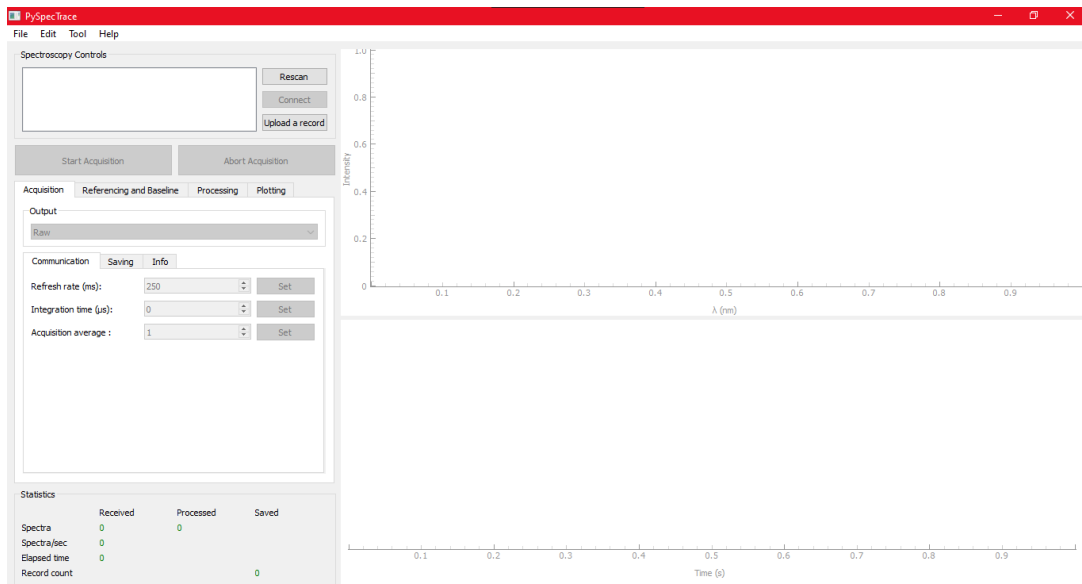 PySpecTrace
File Edit Tool Help
Spectroscopy Controls
Rescan
Connect
Upload a record
Start Acquisition Abort Acquisition
Acquisition Referencing and Baseline Processing Plotting
Output
Raw
Communication Saving Info
Refresh rate (ms): 250 Set
Integration time (µs): 0 Set
Acquisition average : 1 Set
Statistics
Received Processed Saved
Spectra 0 0
Spectra/sec 0
Elapsed time 0
Record count 0
1.0
0.8
0.6
0.4
0.2
0
Intensity
0.1 0.2 0.3 0.4 0.5 0.6 0.7 0.8 0.9
λ (nm)
0.1 0.2 0.3 0.4 0.5 0.6 0.7 0.8 0.9
Time (s)